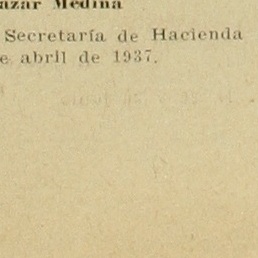 azar Medina
Secretaría de Hacienda
e abril de 1937.